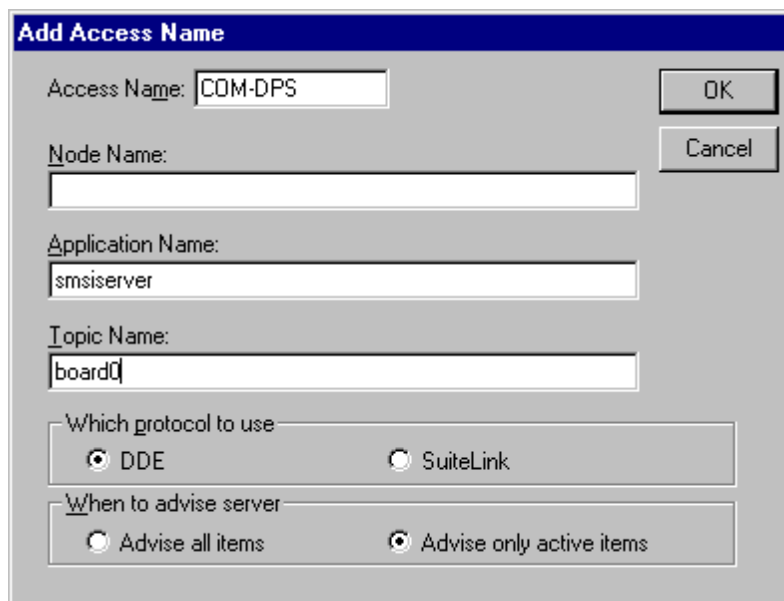 Add Access Name
Access Name: COM-DPS
OK
Node Name:
Cancel
Application Name:
smsiserver
Topic Name:
board0
Which protocol to use
DDE SuiteLink
When to advise server
Advise all items Advise only active items